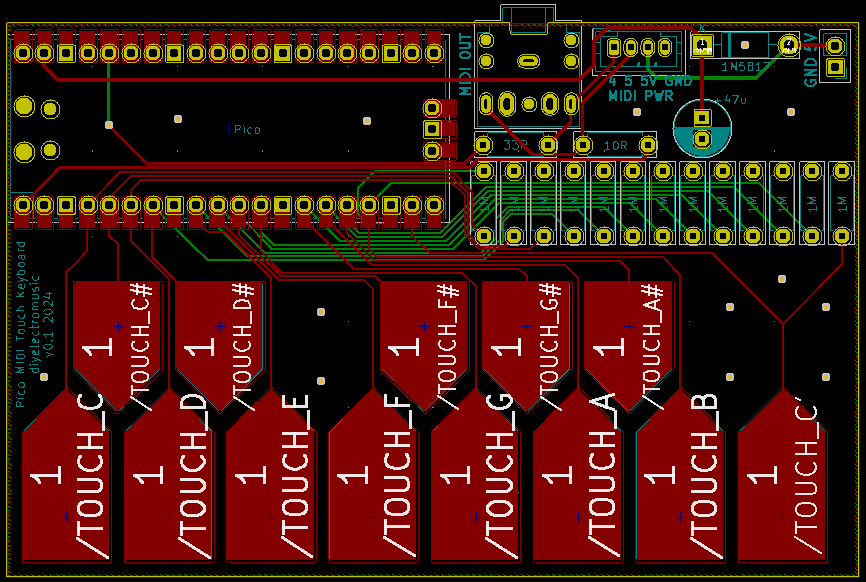 MIDI OUT
4 5 5V GND
MIDI PWR
1N5817
GND 5V
+47u
Pico
33R
10R
1M
1M
1M
1M
1M
1M
1M
1M
1M
1M
1M
1M
1M
Pico MIDI Touch Keyboard
diyelectromusic
v0.1 2024
1
/TOUCH_C#
1
/TOUCH_D#
1
/TOUCH_F#
1
/TOUCH_G#
1
/TOUCH_A#
1
/TOUCH_C
1
/TOUCH_D
1
/TOUCH_E
1
/TOUCH_F
1
/TOUCH_G
1
/TOUCH_A
1
/TOUCH_B
1
/TOUCH_C'